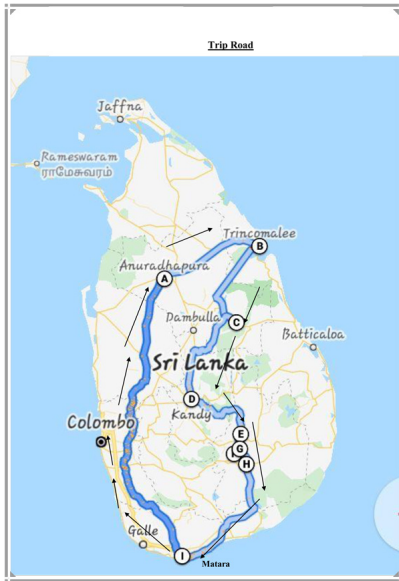 Trip Road
Jaffna
Rameswaram
ராமேசுவரம்
Trincomalee
B
Anuradhapura
A
Dambulla
C
Batticaloa
Sri Lanka
D
Kandy
Colombo
E
G
H
Galle
I
Matara